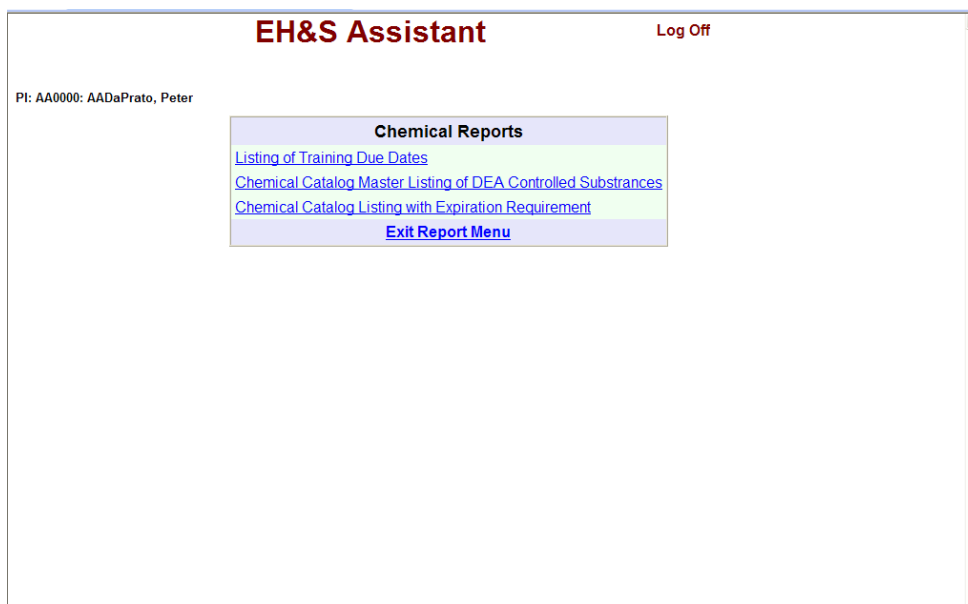 EH&S Assistant
Log Off
PI: AA0000: AADaPrato, Peter
Chemical Reports
Listing of Training Due Dates
Chemical Catalog Master Listing of DEA Controlled Substrances
Chemical Catalog Listing with Expiration Requirement
Exit Report Menu